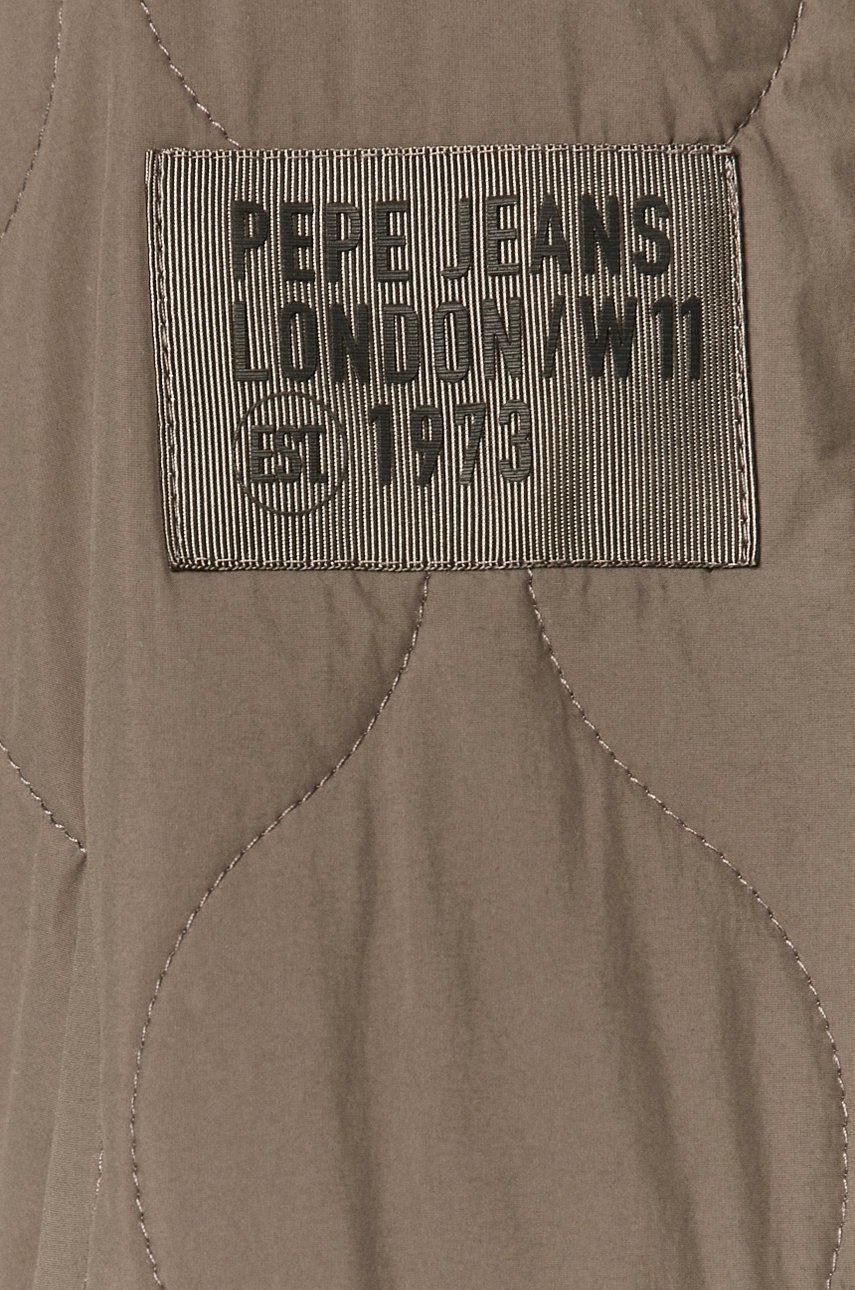 PEPE JEANS
LONDON/W11
EST. 1973